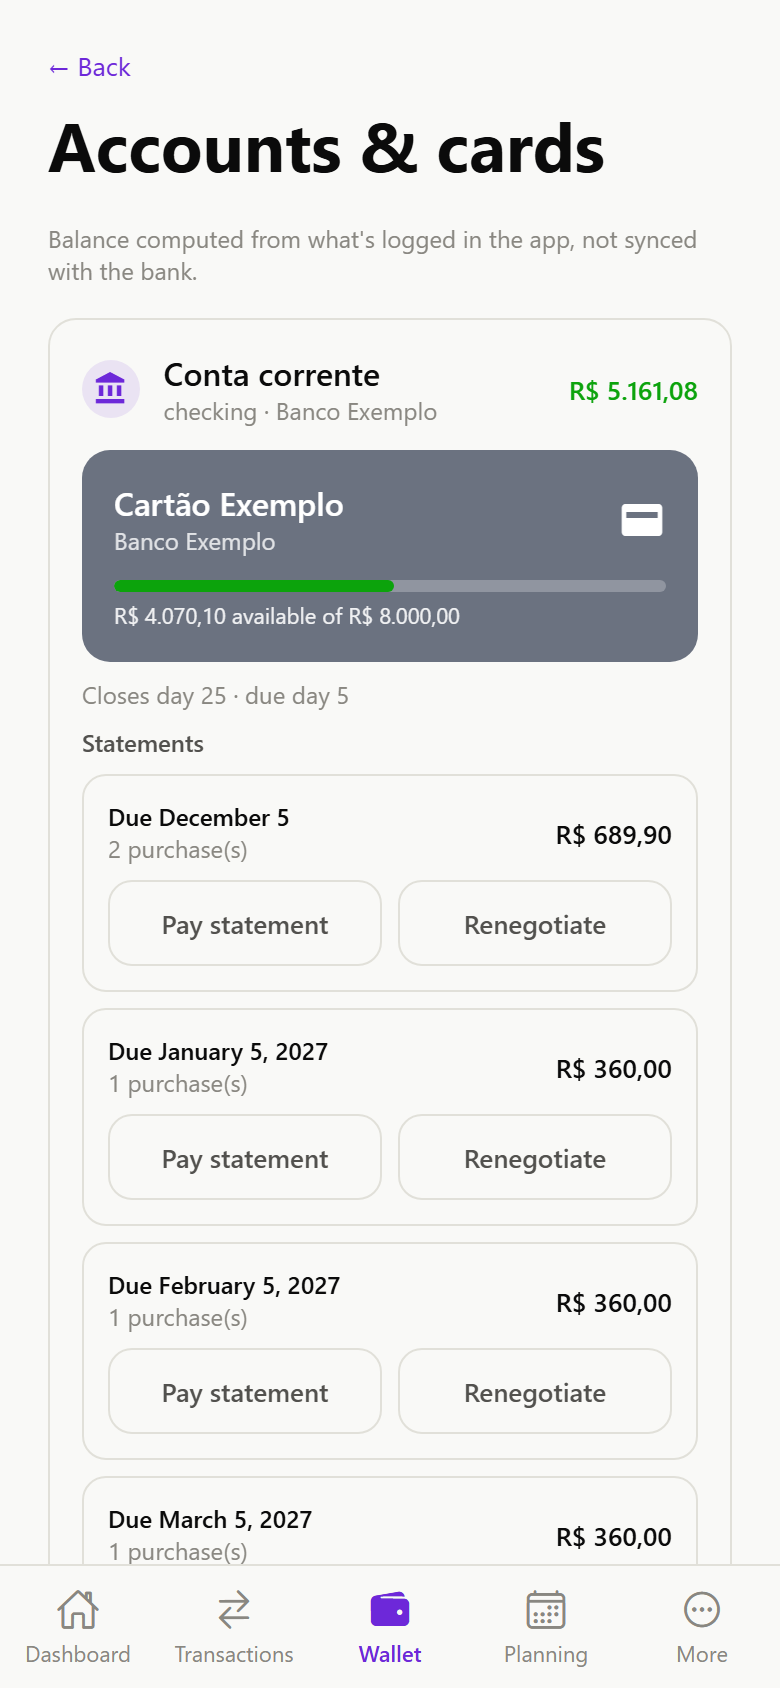 ← Back
Accounts & cards
Balance computed from what's logged in the app, not synced
with the bank.
Conta corrente
checking · Banco Exemplo
R$ 5.161,08
Cartão Exemplo
Banco Exemplo
R$ 4.070,10 available of R$ 8.000,00
Closes day 25 · due day 5
Statements
Due December 5
2 purchase(s)
R$ 689,90
Pay statement
Renegotiate
Due January 5, 2027
1 purchase(s)
R$ 360,00
Pay statement
Renegotiate
Due February 5, 2027
1 purchase(s)
R$ 360,00
Pay statement
Renegotiate
Due March 5, 2027
1 purchase(s)
R$ 360,00
Dashboard
Transactions
Wallet
Planning
More